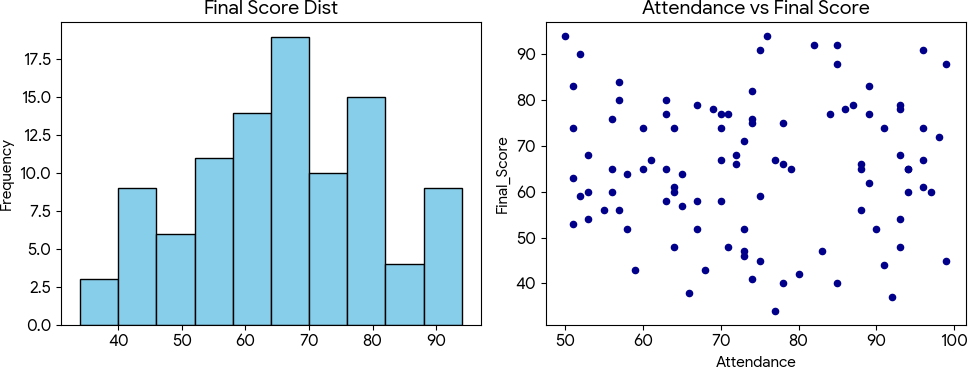 Final Score Dist
Frequency
17.5
15.0
12.5
10.0
7.5
5.0
2.5
0.0
40 50 60 70 80 90
Attendance vs Final Score
Final_Score
90
80
70
60
50
40
50 60 70 80 90 100
Attendance